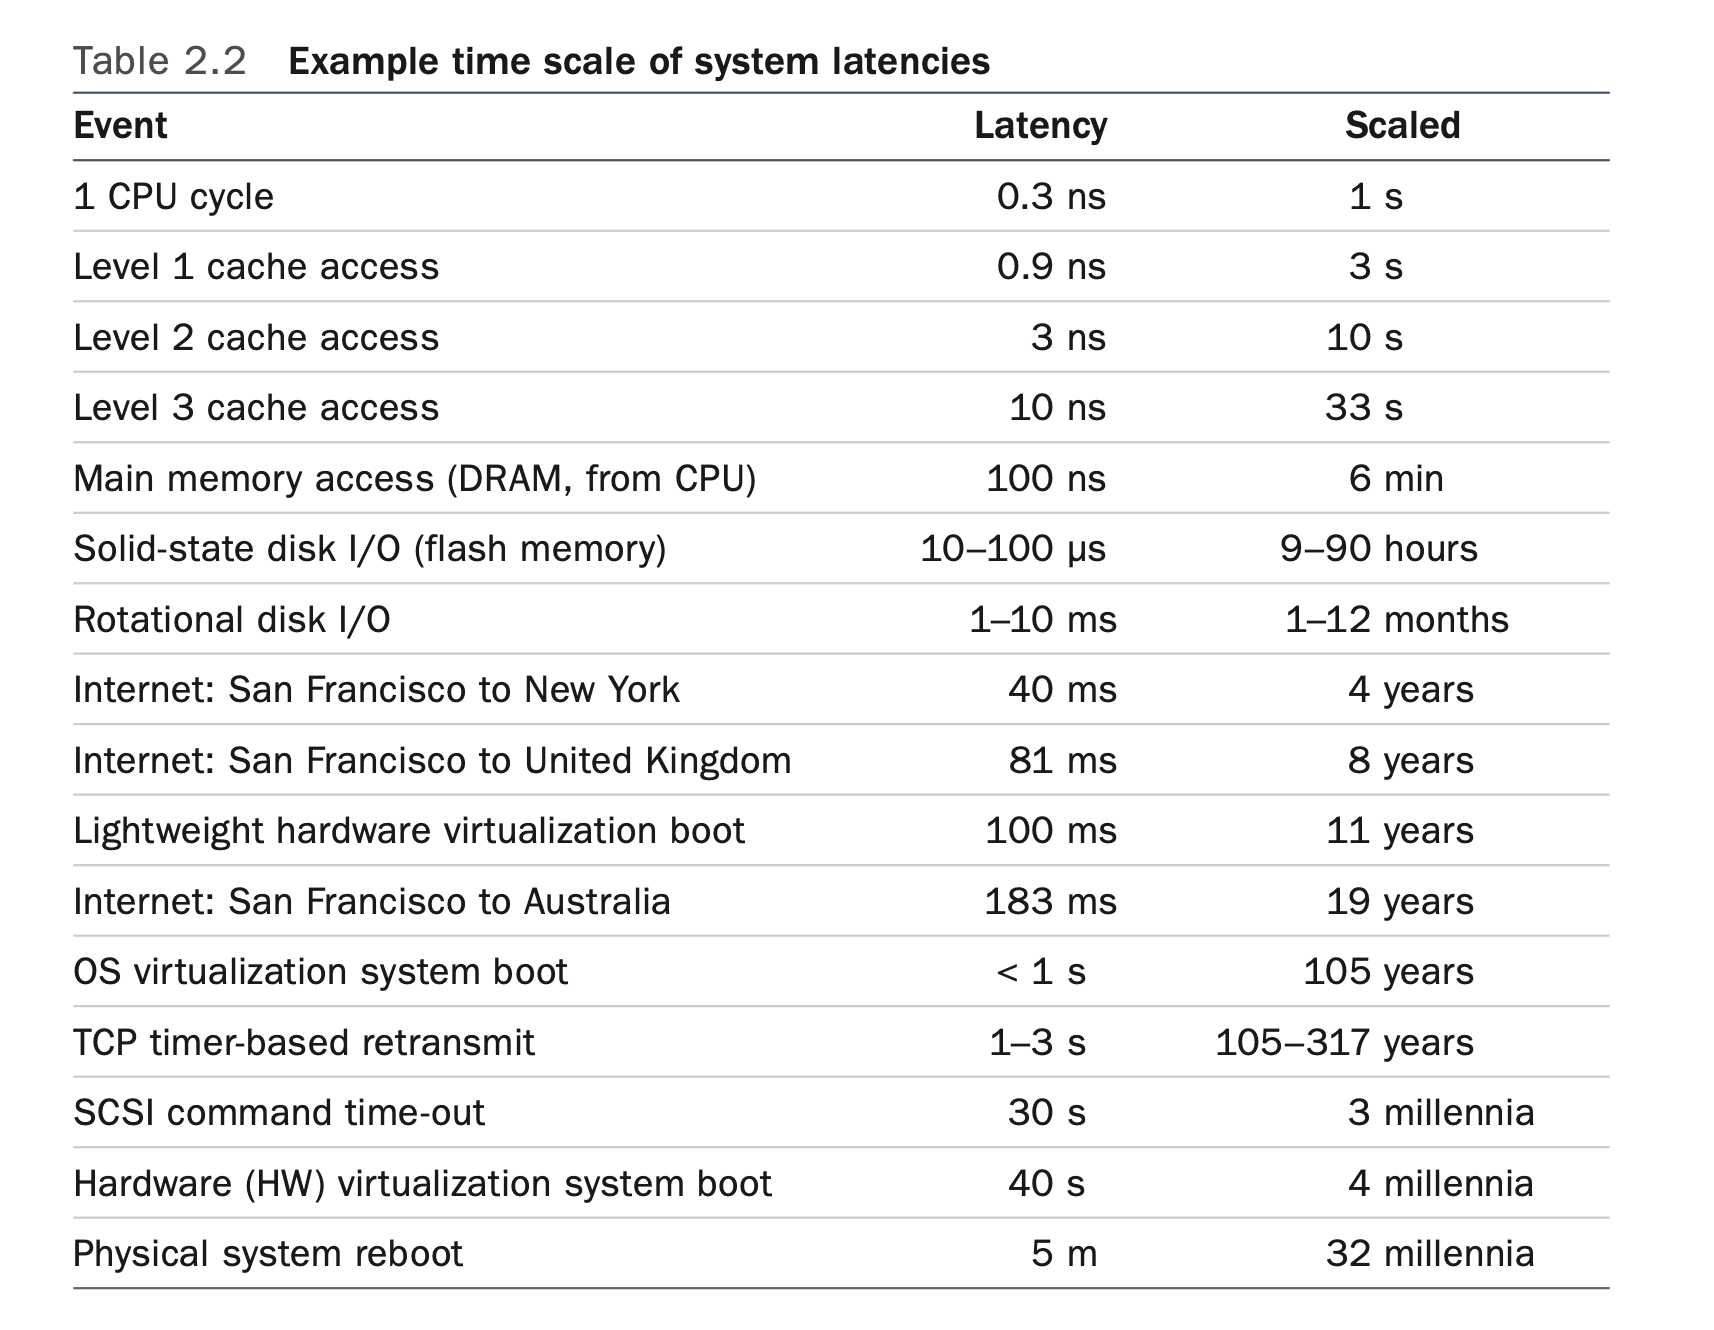 Table 2.2 Example time scale of system latencies
Event Latency Scaled
1 CPU cycle 0.3 ns 1 s
Level 1 cache access 0.9 ns 3 s
Level 2 cache access 3 ns 10 s
Level 3 cache access 10 ns 33 s
Main memory access (DRAM, from CPU) 100 ns 6 min
Solid-state disk I/O (flash memory) 10–100 μs 9–90 hours
Rotational disk I/O 1–10 ms 1–12 months
Internet: San Francisco to New York 40 ms 4 years
Internet: San Francisco to United Kingdom 81 ms 8 years
Lightweight hardware virtualization boot 100 ms 11 years
Internet: San Francisco to Australia 183 ms 19 years
OS virtualization system boot < 1 s 105 years
TCP timer-based retransmit 1–3 s 105–317 years
SCSI command time-out 30 s 3 millennia
Hardware (HW) virtualization system boot 40 s 4 millennia
Physical system reboot 5 m 32 millennia